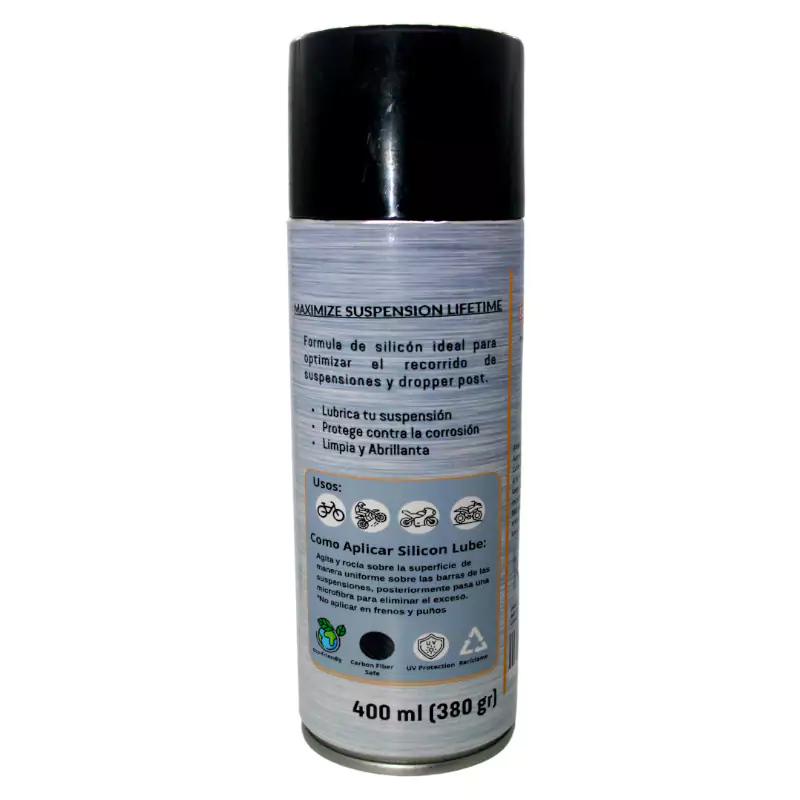 MAXIMIZE SUSPENSION LIFETIME
Formula de silicón ideal para
optimizar el recorrido de
suspensiones y dropper post.
• Lubrica tu suspensión
• Protege contra la corrosión
• Limpia y Abrillanta
Usos:
Como Aplicar Silicon Lube:
Agita y rocía sobre la superficie de
manera uniforme sobre las barras de las
suspensiones, posteriormente pasa una
microfibra para eliminar el exceso.
*No aplicar en frenos y puños
Ecofriendly
Carbon Fiber
Safe
UV
UV Protection
Reciclame
400 ml (380 gr)